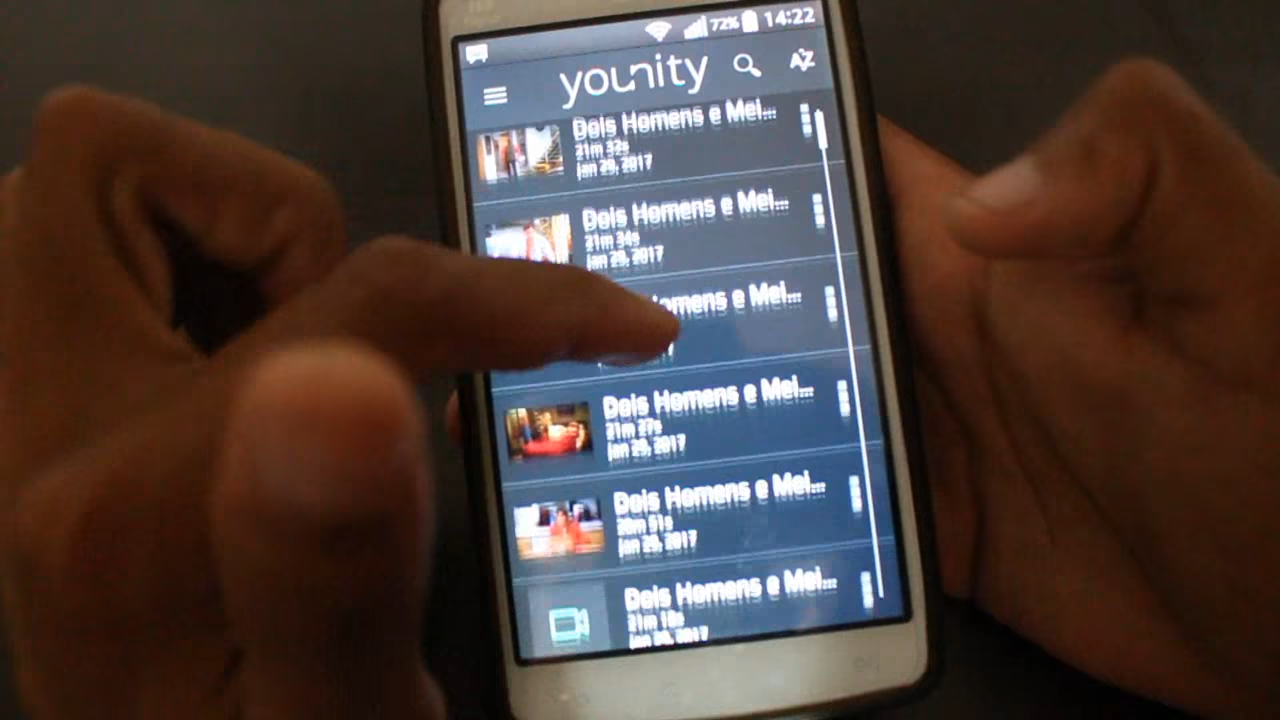 72% 14:22
younity
AZ
Dois Homens e Mei...
21m 32s
jan 29, 2017
Dois Homens e Mei...
21m 34s
jan 29, 2017
Homens e Mei...
Dois Homens e Mei...
21m 27s
jan 29, 2017
Dois Homens e Mei...
20m 51s
jan 29, 2017
Dois Homens e Mei...
21m 18s